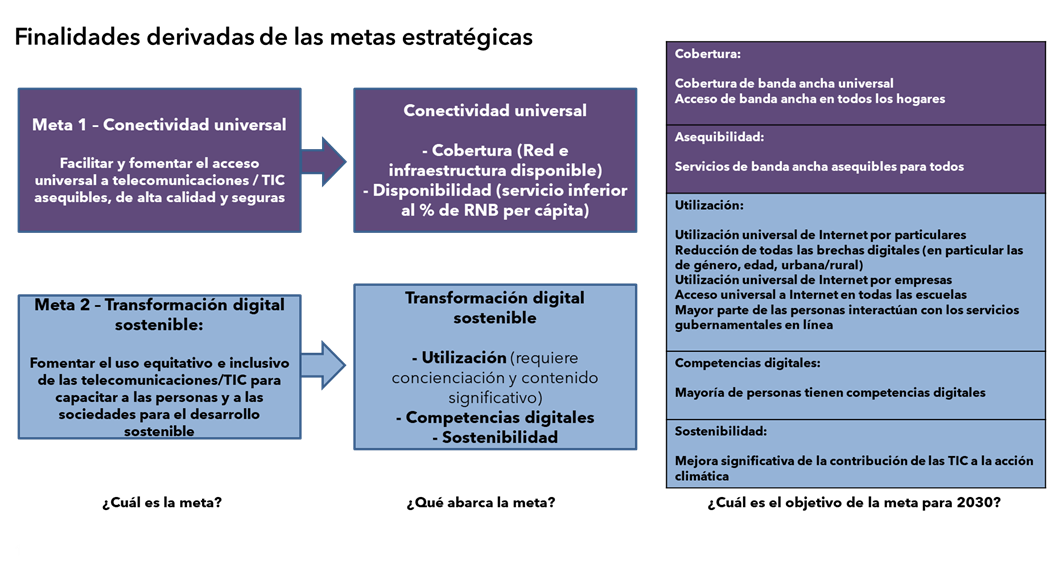 Finalidades derivadas de las metas estratégicas
Meta 1 – Conectividad universal
Facilitar y fomentar el acceso
universal a telecomunicaciones / TIC
asequibles, de alta calidad y seguras
Conectividad universal
- Cobertura (Red e
infraestructura disponible)
- Disponibilidad (servicio inferior
al % de RNB per cápita)
Meta 2 – Transformación digital
sostenible:
Fomentar el uso equitativo e inclusivo
de las telecomunicaciones/TIC para
capacitar a las personas y a las
sociedades para el desarrollo
sostenible
Transformación digital
sostenible
- Utilización (requiere
concienciación y contenido
significativo)
- Competencias digitales
- Sostenibilidad
Cobertura:
Cobertura de banda ancha universal
Acceso de banda ancha en todos los hogares
Asequibilidad:
Servicios de banda ancha asequibles para todos
Utilización:
Utilización universal de Internet por particulares
Reducción de todas las brechas digitales (en particular las
de género, edad, urbana/rural)
Utilización universal de Internet por empresas
Acceso universal a Internet en todas las escuelas
Mayor parte de las personas interactúan con los servicios
gubernamentales en línea
Competencias digitales:
Mayoría de personas tienen competencias digitales
Sostenibilidad:
Mejora significativa de la contribución de las TIC a la acción
climática
¿Cuál es la meta?
¿Qué abarca la meta?
¿Cuál es el objetivo de la meta para 2030?